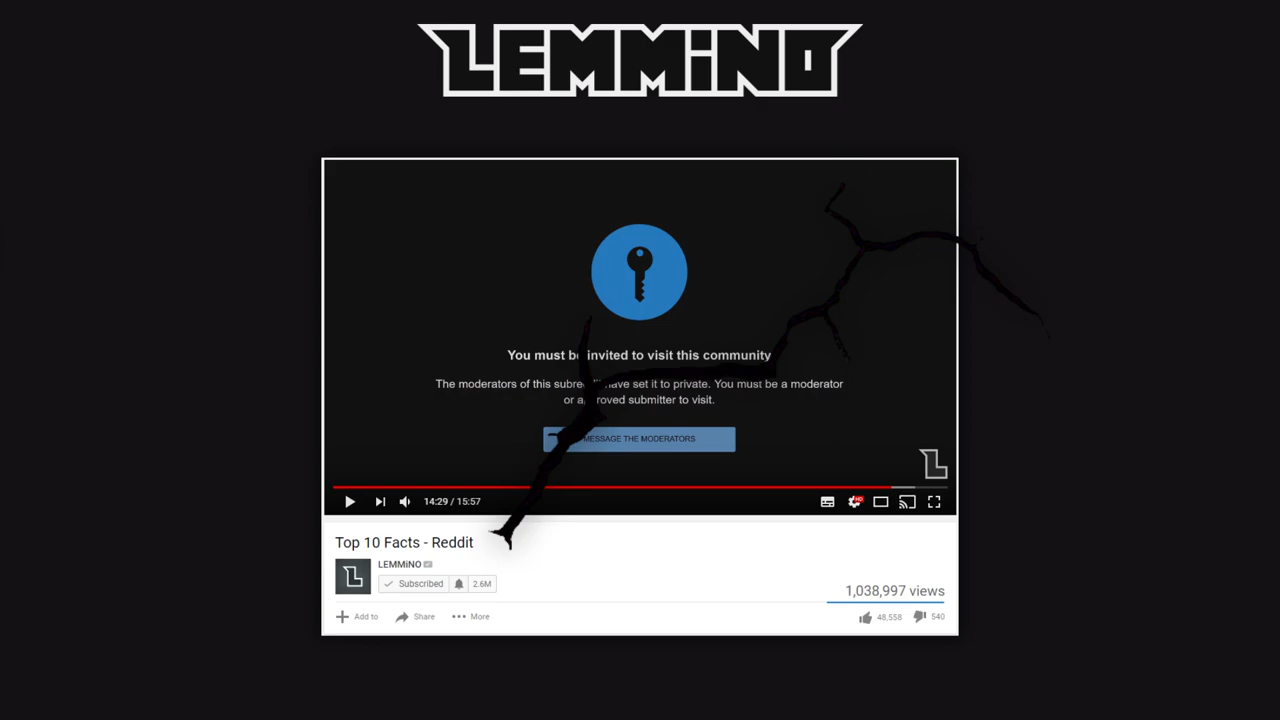 LEMMiNO
You must be invited to visit this community
The moderators of this have set it to private. You must be a moderator
or submitter to visit.
MESSAGE THE MODERATORS
14:29 / 15:57
HD
Top 10 Facts - Reddit
LEMMiNO
Subscribed 2.6M
1,038,997 views
Add to Share More
48,558 540